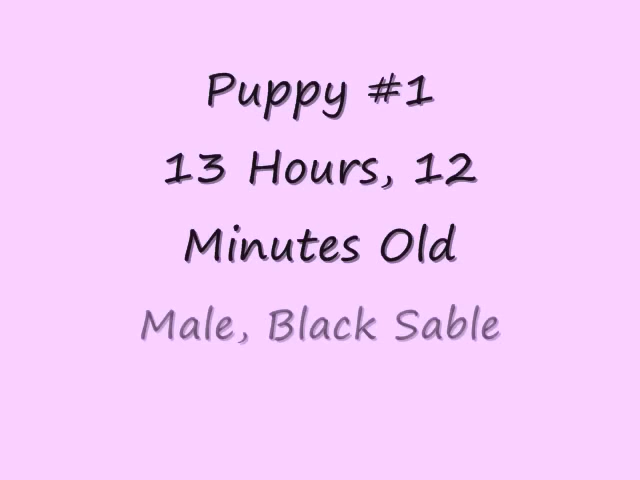 Puppy #1
13 Hours, 12
Minutes Old
Male, Black Sable